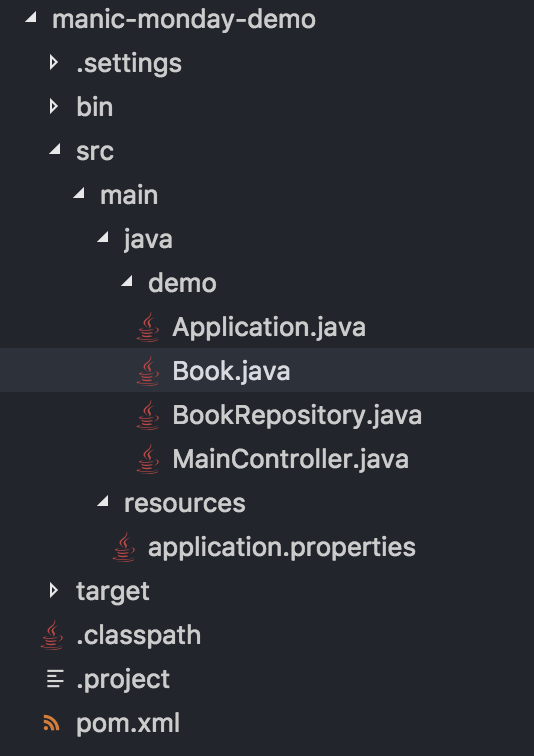 manic-monday-demo
.settings
bin
src
main
java
demo
Application.java
Book.java
BookRepository.java
MainController.java
resources
application.properties
target
.classpath
.project
pom.xml